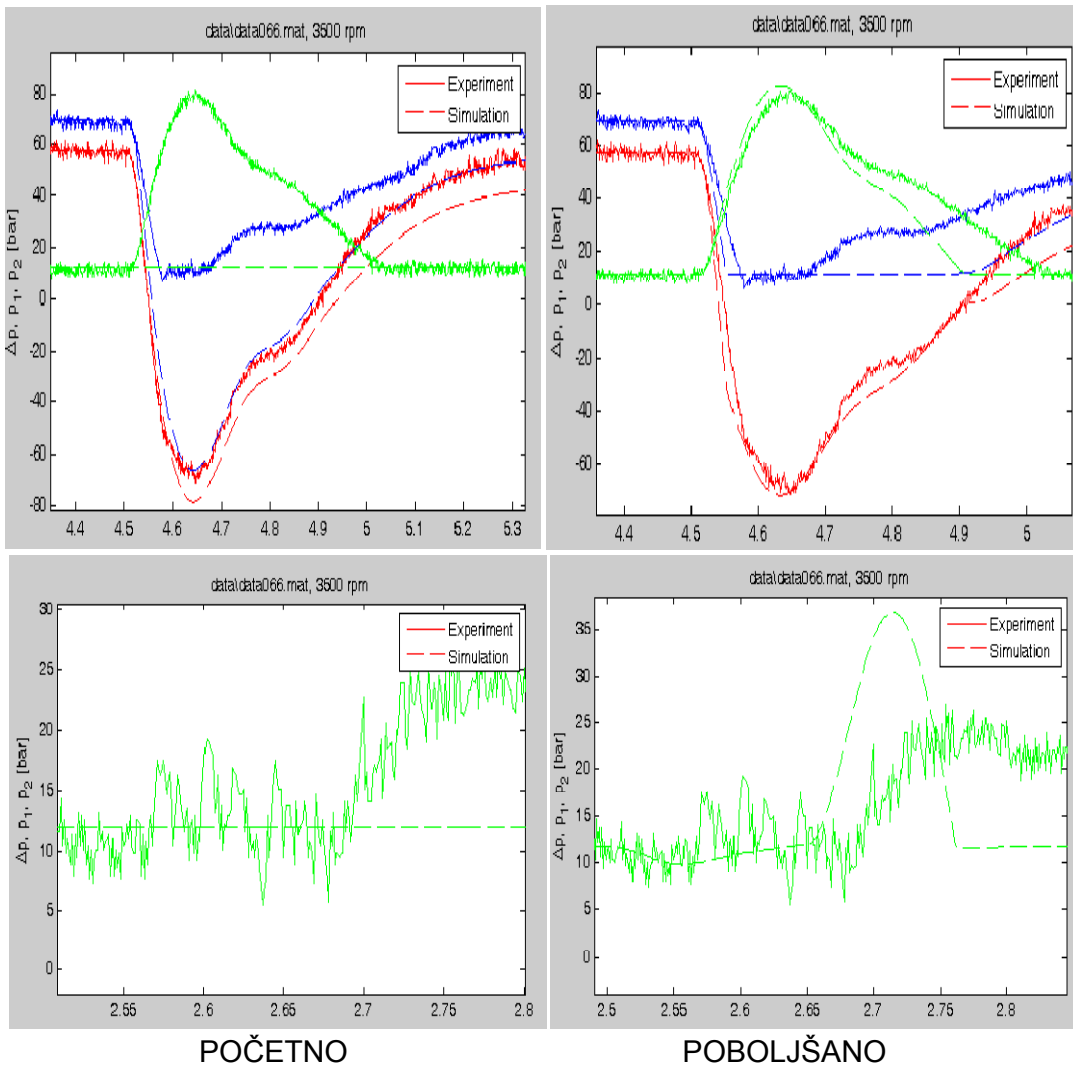 data\data066.mat, 3500 rpm
Experiment
Simulation
Δp, p₁, p₂ [bar]
80
60
40
20
0
-20
-40
-60
-80
4.4 4.5 4.6 4.7 4.8 4.9 5 5.1 5.2 5.3
data\data066.mat, 3500 rpm
Experiment
Simulation
Δp, p₁, p₂ [bar]
80
60
40
20
0
-20
-40
-60
4.4 4.5 4.6 4.7 4.8 4.9 5
data\data066.mat, 3500 rpm
Experiment
Simulation
Δp, p₁, p₂ [bar]
30
25
20
15
10
5
0
2.55 2.6 2.65 2.7 2.75 2.8
data\data066.mat, 3500 rpm
Experiment
Simulation
Δp, p₁, p₂ [bar]
35
30
25
20
15
10
5
0
2.5 2.55 2.6 2.65 2.7 2.75 2.8
POČETNO
POBOLJŠANO